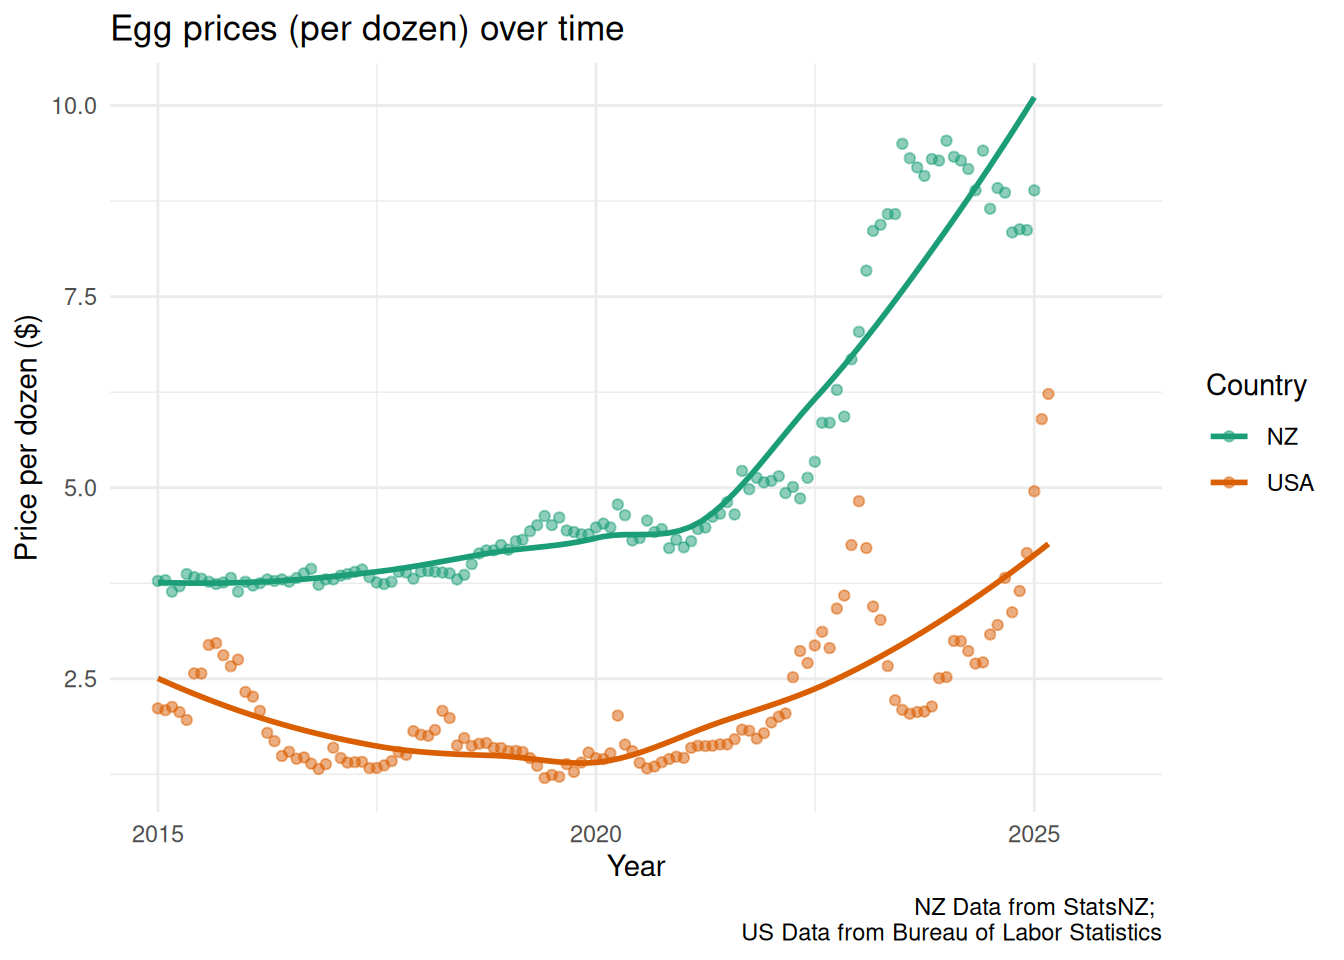 Egg prices (per dozen) over time
Price per dozen ($)
10.0
7.5
5.0
2.5
2015
2020
2025
Year
Country
NZ
USA
NZ Data from StatsNZ;
US Data from Bureau of Labor Statistics